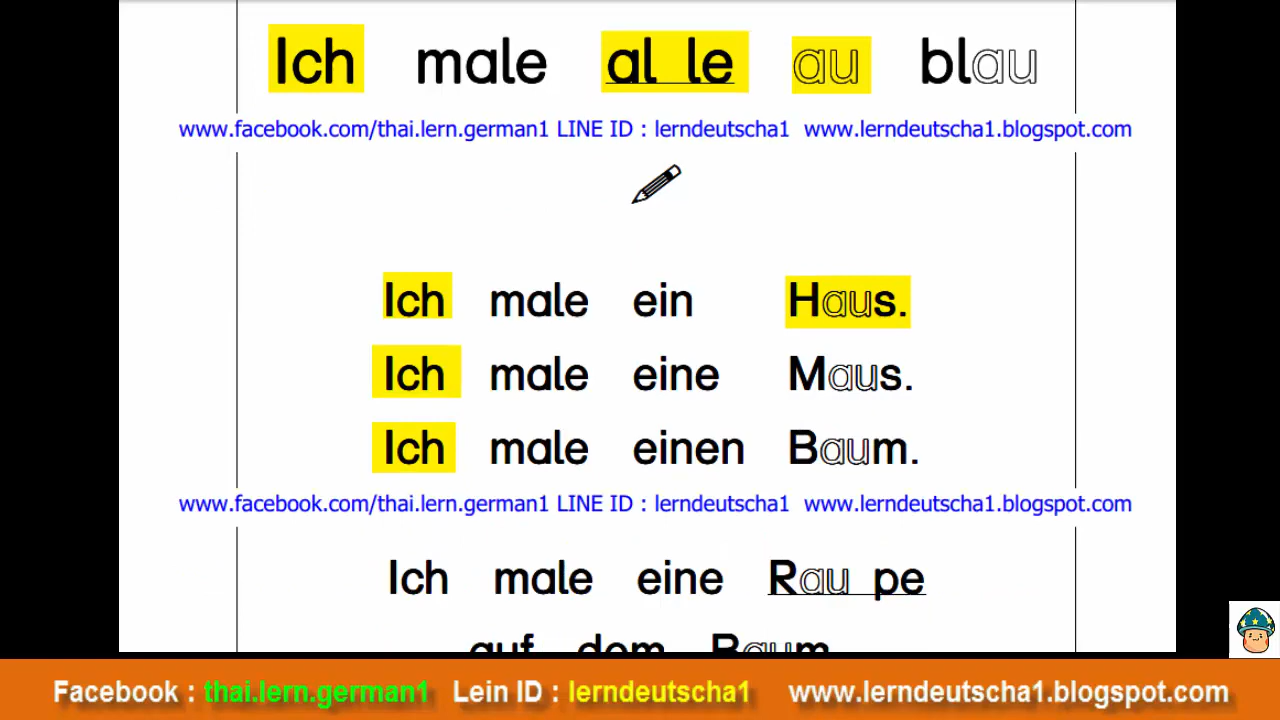 Ich male al le au blau
www.facebook.com/thai.lern.german1 LINE ID : lerndeutscha1 www.lerndeutscha1.blogspot.com
Ich male ein Haus.
Ich male eine Maus.
Ich male einen Baum.
www.facebook.com/thai.lern.german1 LINE ID : lerndeutscha1 www.lerndeutscha1.blogspot.com
Ich male eine Rau pe
auf dem Baum
Facebook : thai.lern.german1 Lein ID : lerndeutscha1 www.lerndeutscha1.blogspot.com